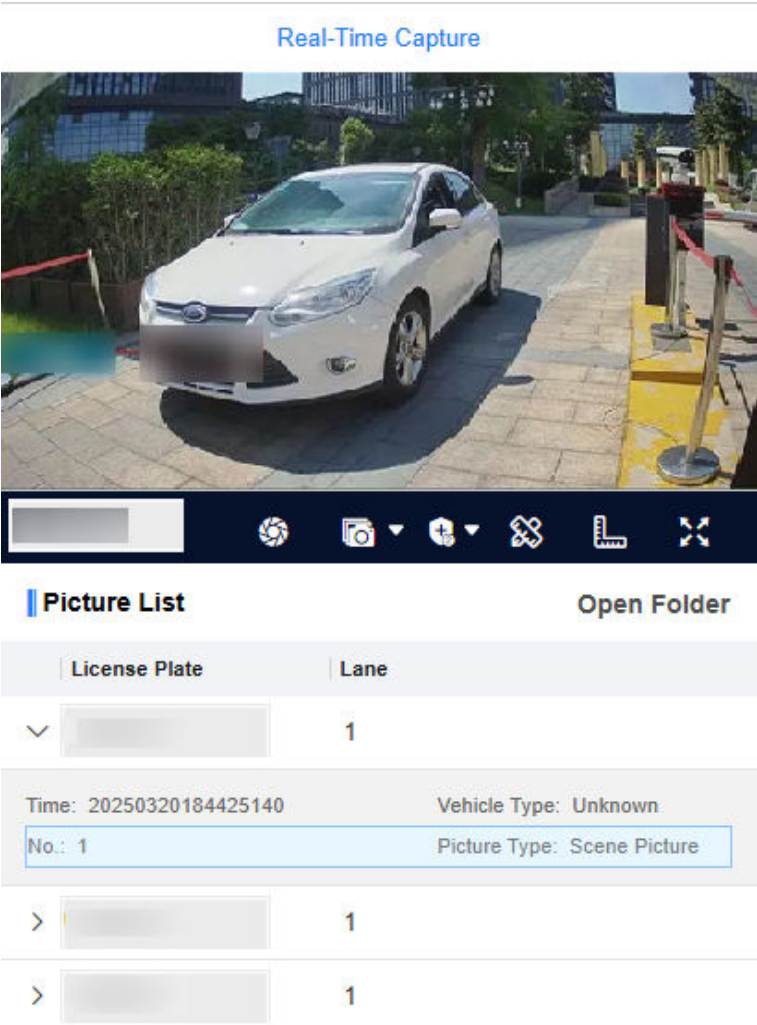 Real-Time Capture
Picture List
Open Folder
License Plate Lane
1
Time: 20250320184425140 Vehicle Type: Unknown
No.: 1 Picture Type: Scene Picture
1
1